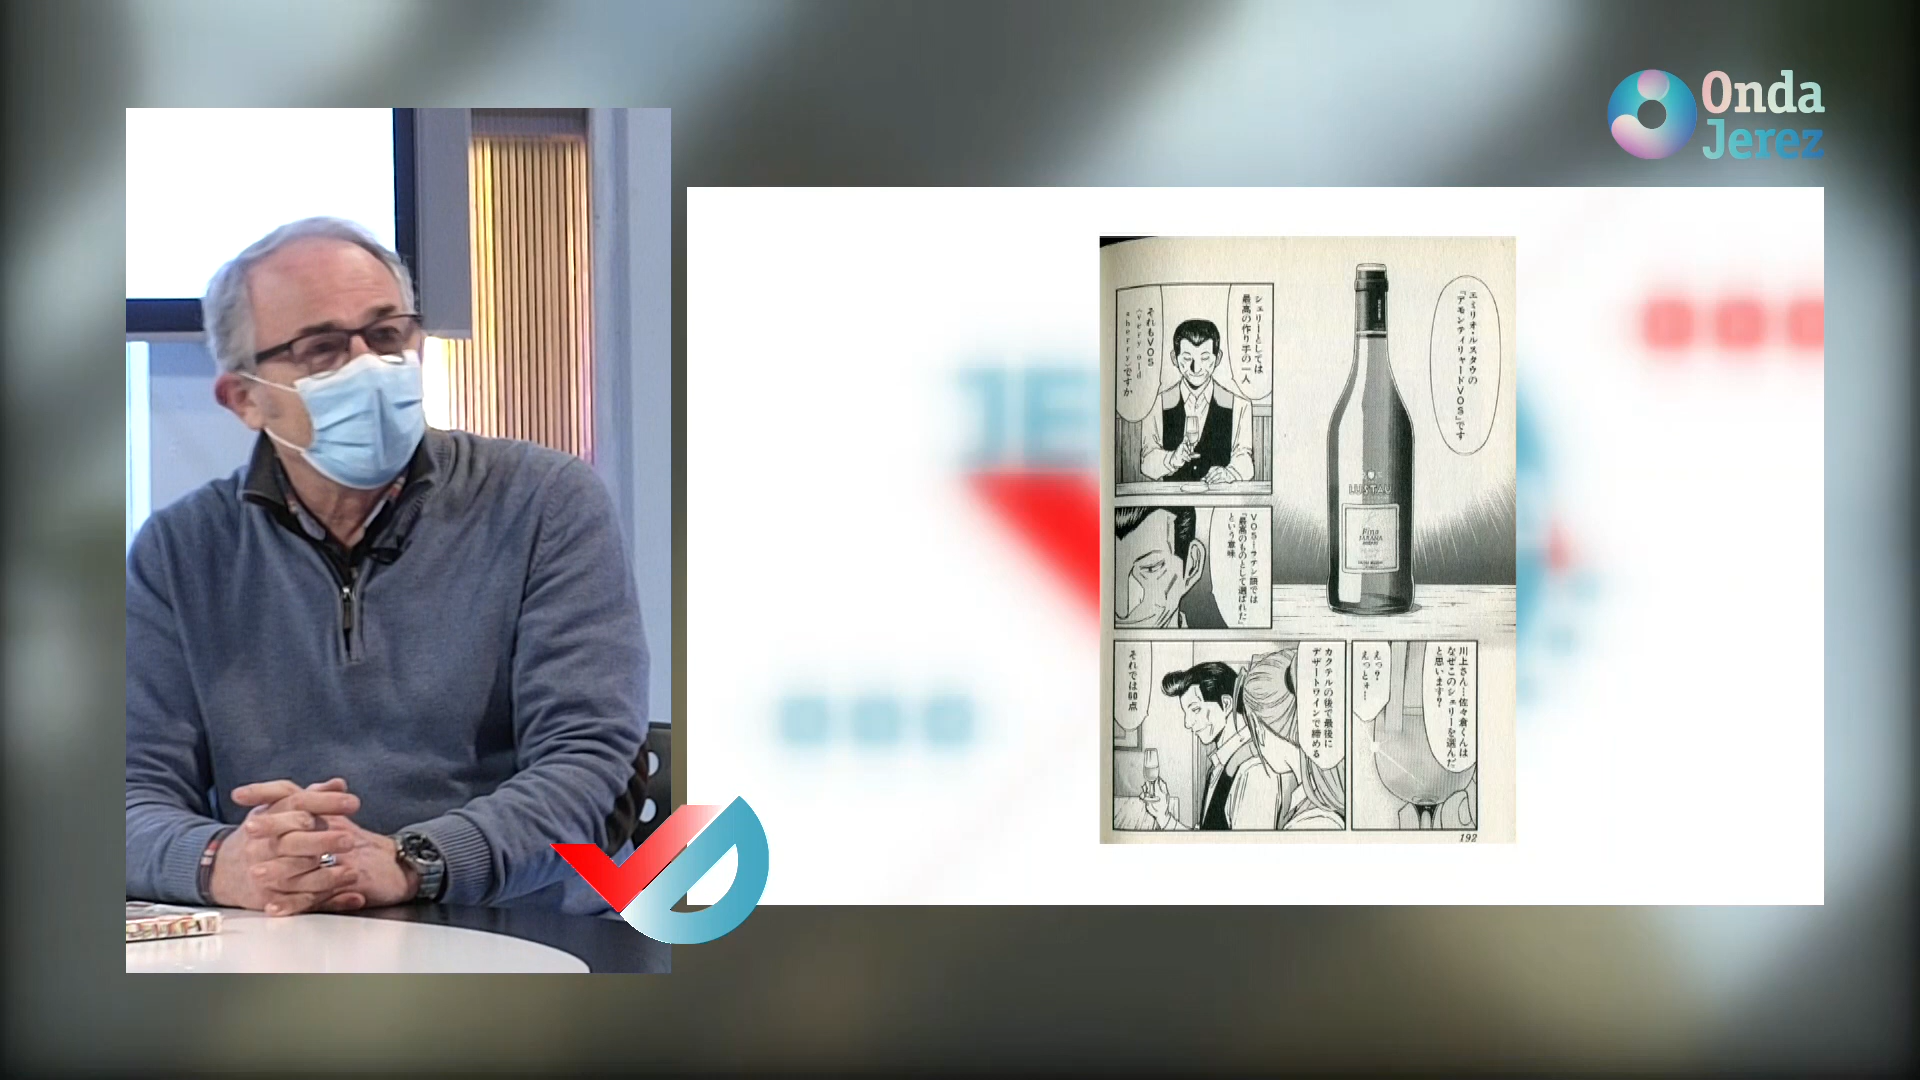 Onda
Jerez
JE
エミリオ・ルスタウの
「アモンティリャードVOS」です
シェリーとしては
最高の作り手の一人
それもVOS
(very old
sherry)ですか
LUSTAU
Fino
JARANA
VOS…ラテン語では
「最高のものとして選ばれた」
という意味
川上さん…佐々倉くんは
なぜこのシェリーを選んだ
と思います?
えっ?
えっとォ…
カクテルの後で最後に
デザートワインで締める
それでは60点
192